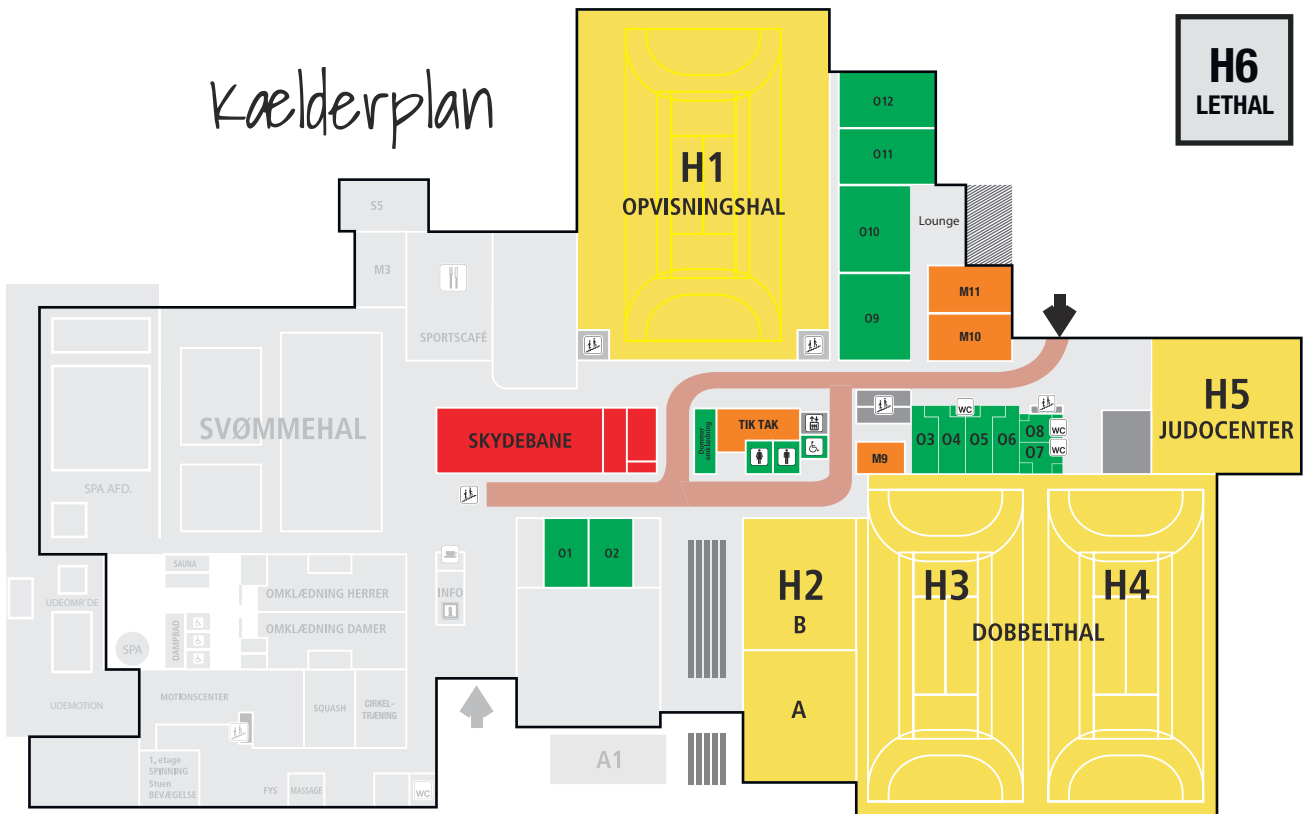 Kælderplan
H6
LETHAL
H1
OPVISNINGSHAL
O12
O11
O10
O9
Lounge
M11
M10
S5
M3
SPORTSCAFÉ
SVØMMEHAL
SPA AFD.
SKYDEBANE
Dommer
omklædning
TIK TAK
M9
WC
O3
O4
O5
O6
O8
O7
WC
WC
H5
JUDOCENTER
O1
O2
H2
B
A
H3
H4
DOBBELTHAL
SAUNA
OMKLÆDNING HERRER
OMKLÆDNING DAMER
INFO
DAMPBAD
UDEOMR´DE
SPA
UDEMOTION
MOTIONSCENTER
SQUASH
CIRKEL-
TRÆNING
1. etage
SPINNING
Stuen
BEVÆGELSE
FYS
MASSAGE
WC
A1